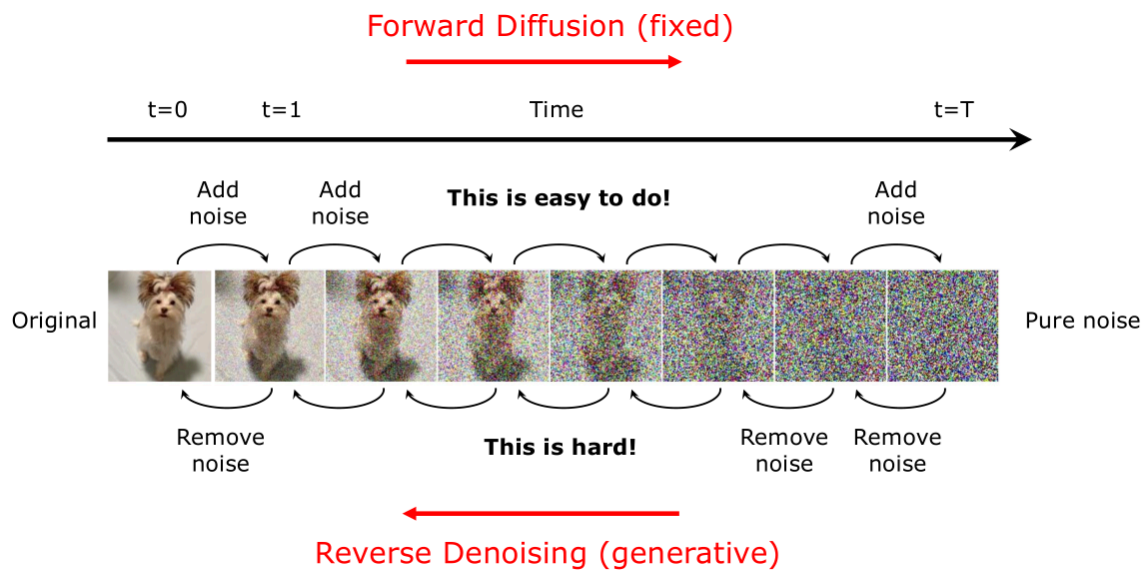 Forward Diffusion (fixed)
t=0 t=1 Time t=T
Add noise
Add noise
This is easy to do!
Add noise
Original
Pure noise
Remove noise
This is hard!
Remove noise
Remove noise
Reverse Denoising (generative)